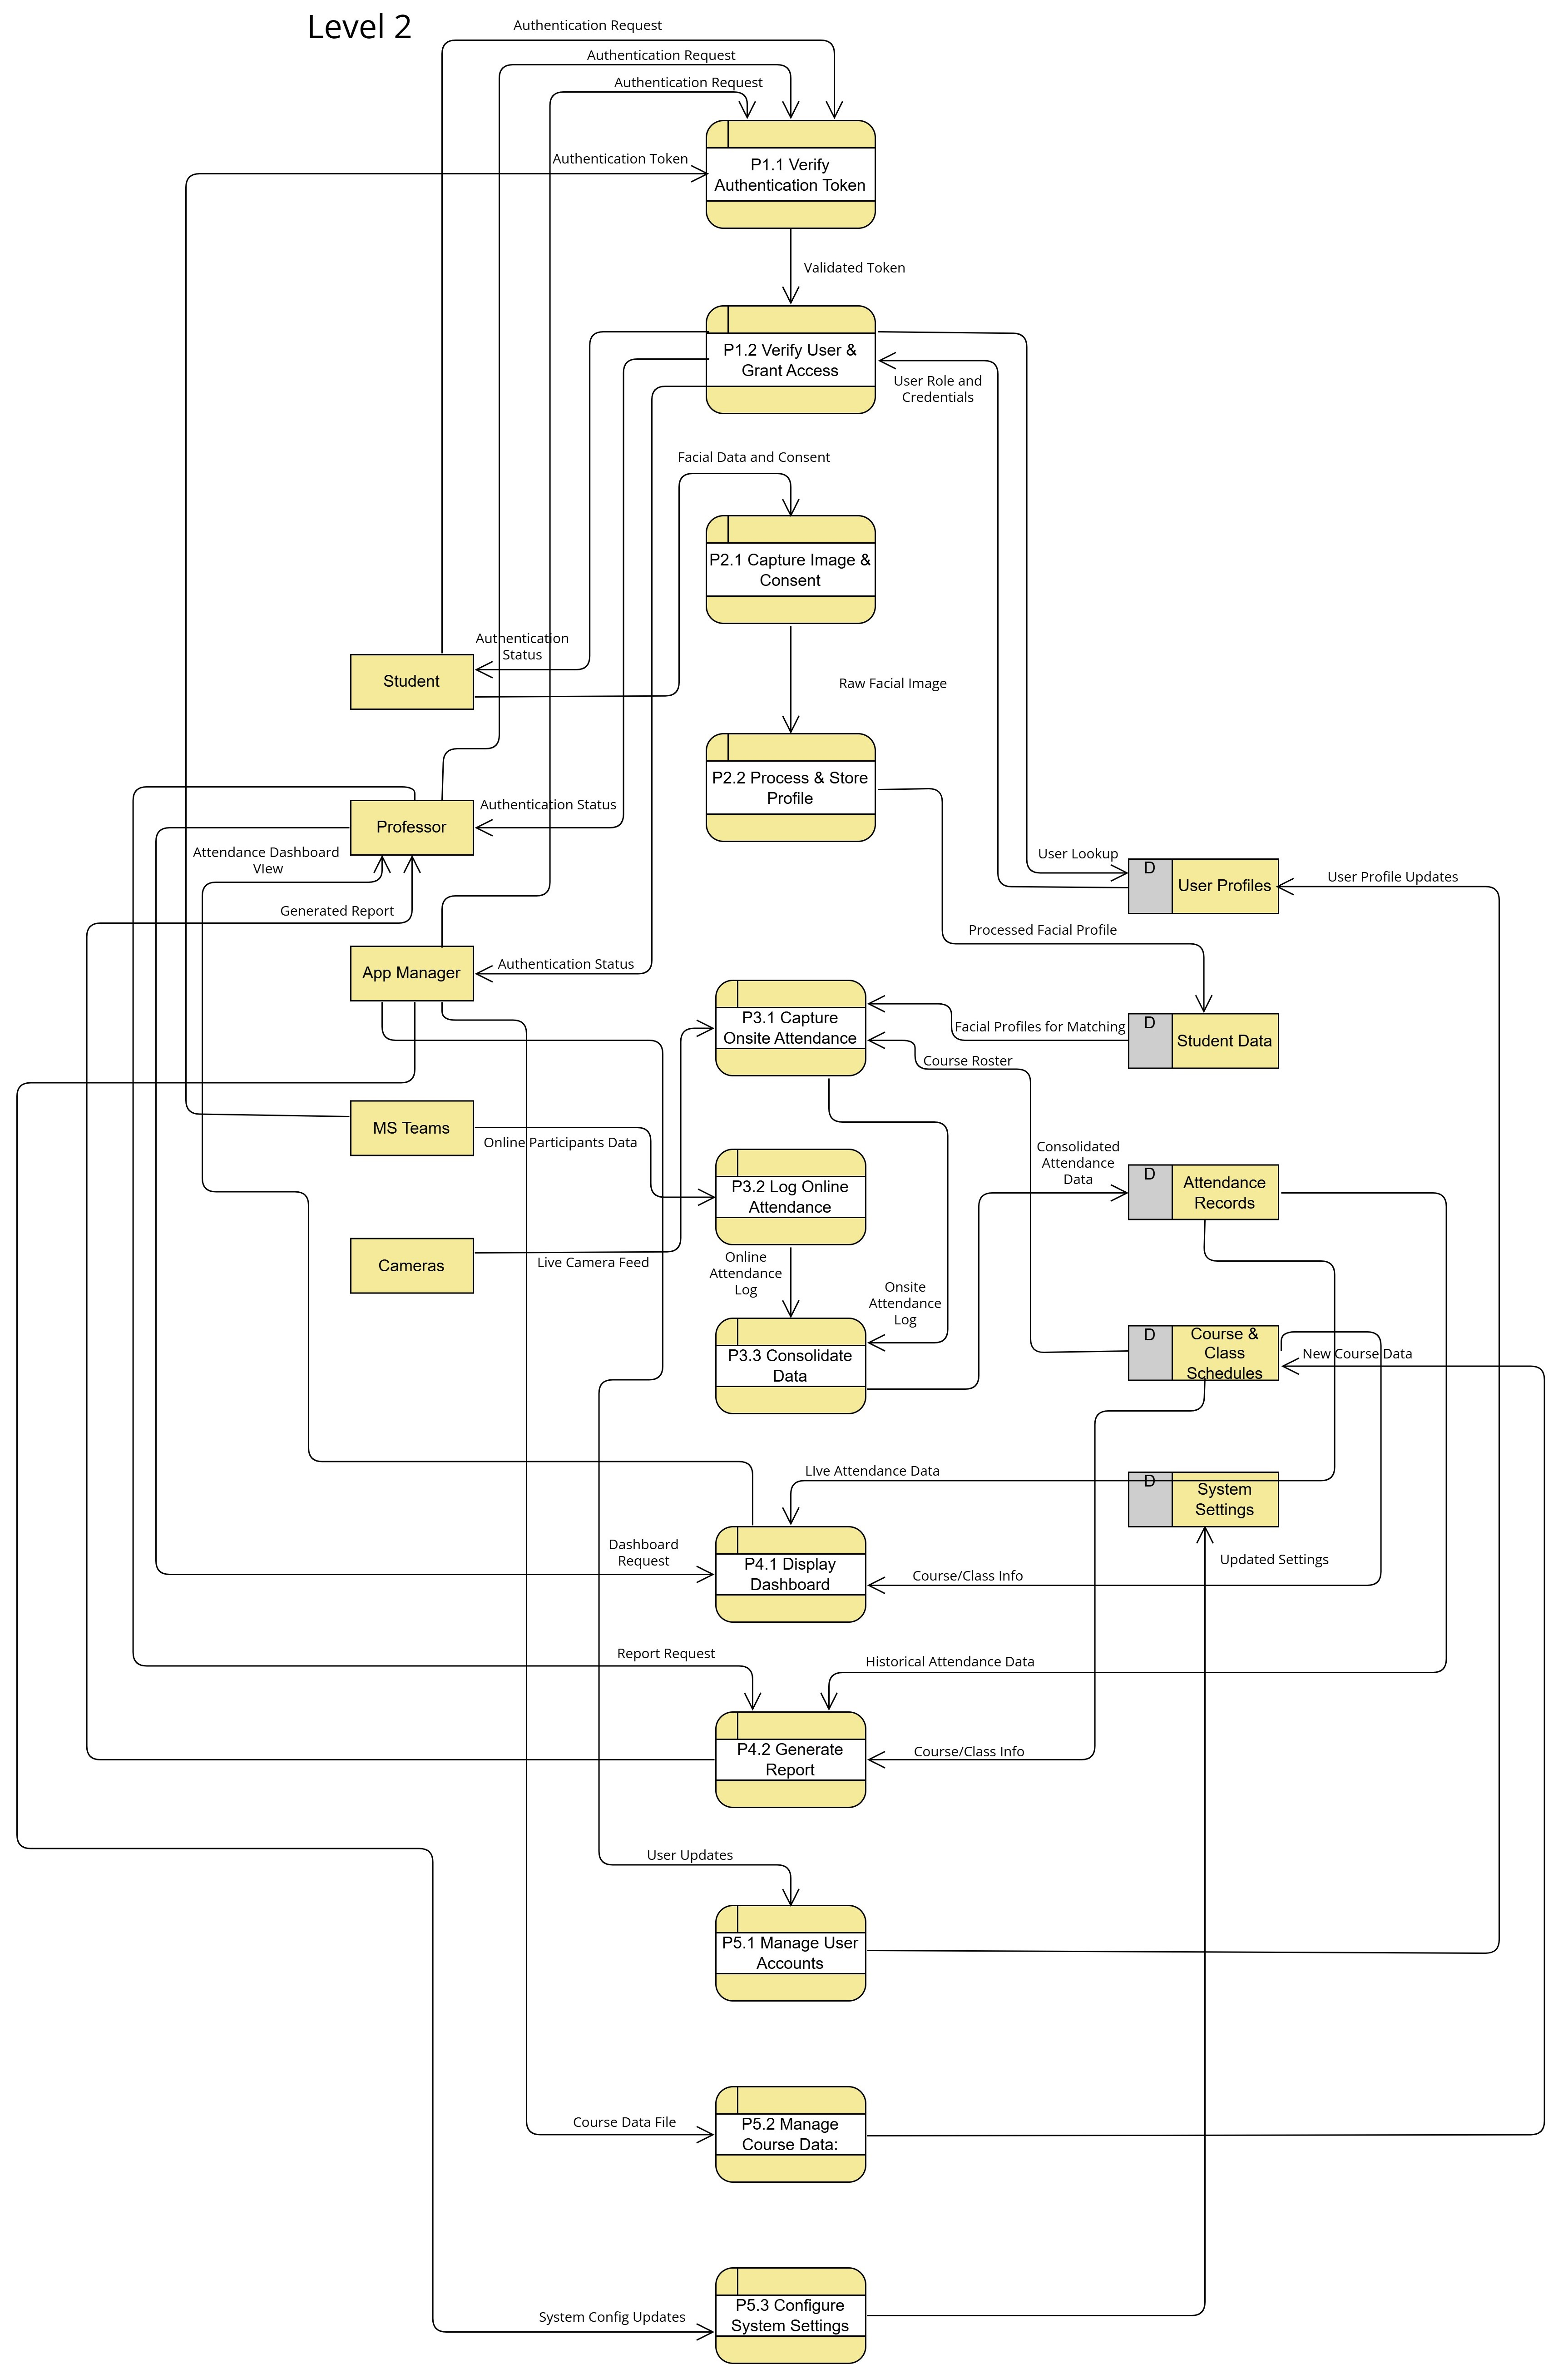 Level 2
Authentication Request
Authentication Request
Authentication Request
Authentication Token
P1.1 Verify
Authentication Token
Validated Token
P1.2 Verify User &
Grant Access
User Role and
Credentials
Facial Data and Consent
P2.1 Capture Image &
Consent
Authentication
Status
Student
Raw Facial Image
P2.2 Process & Store
Profile
Authentication Status
Professor
Attendance Dashboard
VIew
Generated Report
User Lookup
D
User Profiles
User Profile Updates
Processed Facial Profile
App Manager
Authentication Status
P3.1 Capture
Onsite Attendance
Facial Profiles for Matching
D
Student Data
Course Roster
MS Teams
Online Participants Data
Consolidated
Attendance
Data
P3.2 Log Online
Attendance
D
Attendance
Records
Cameras
Live Camera Feed
Online
Attendance
Log
Onsite
Attendance
Log
P3.3 Consolidate
Data
D
Course &
Class
Schedules
New Course Data
LIve Attendance Data
D
System
Settings
Dashboard
Request
P4.1 Display
Dashboard
Course/Class Info
Updated Settings
Report Request
Historical Attendance Data
P4.2 Generate
Report
Course/Class Info
User Updates
P5.1 Manage User
Accounts
Course Data File
P5.2 Manage
Course Data:
System Config Updates
P5.3 Configure
System Settings